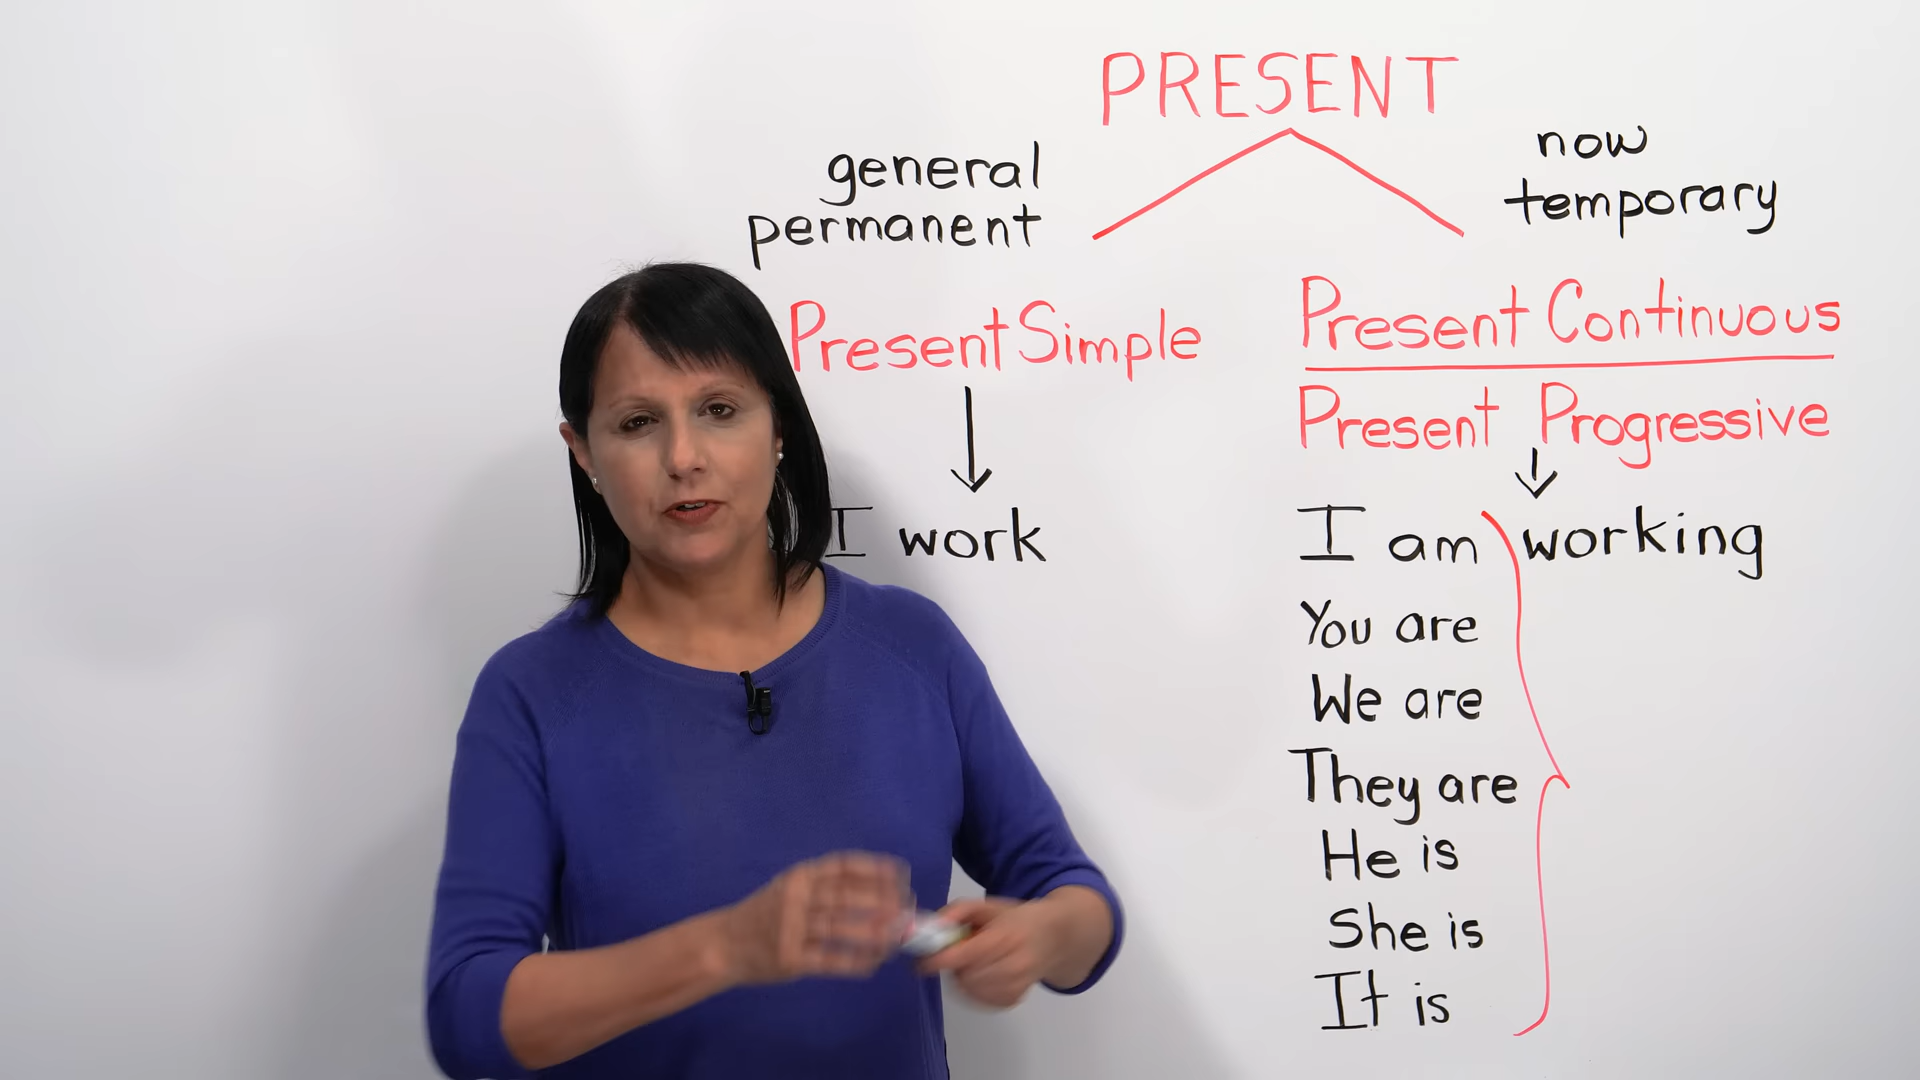 PRESENT
general
permanent
now
temporary
Present Simple
I work
Present Continuous
Present Progressive
I am working
You are
We are
They are
He is
She is
It is